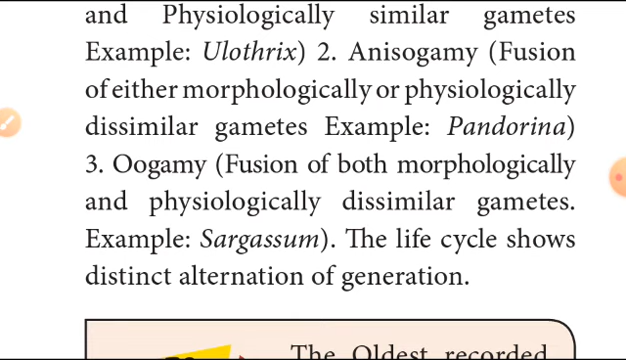 and Physiologically similar gametes
Example: Ulothrix) 2. Anisogamy (Fusion
of either morphologically or physiologically
dissimilar gametes Example: Pandorina)
3. Oogamy (Fusion of both morphologically
and physiologically dissimilar gametes.
Example: Sargassum). The life cycle shows
distinct alternation of generation.
The Oldest recorded